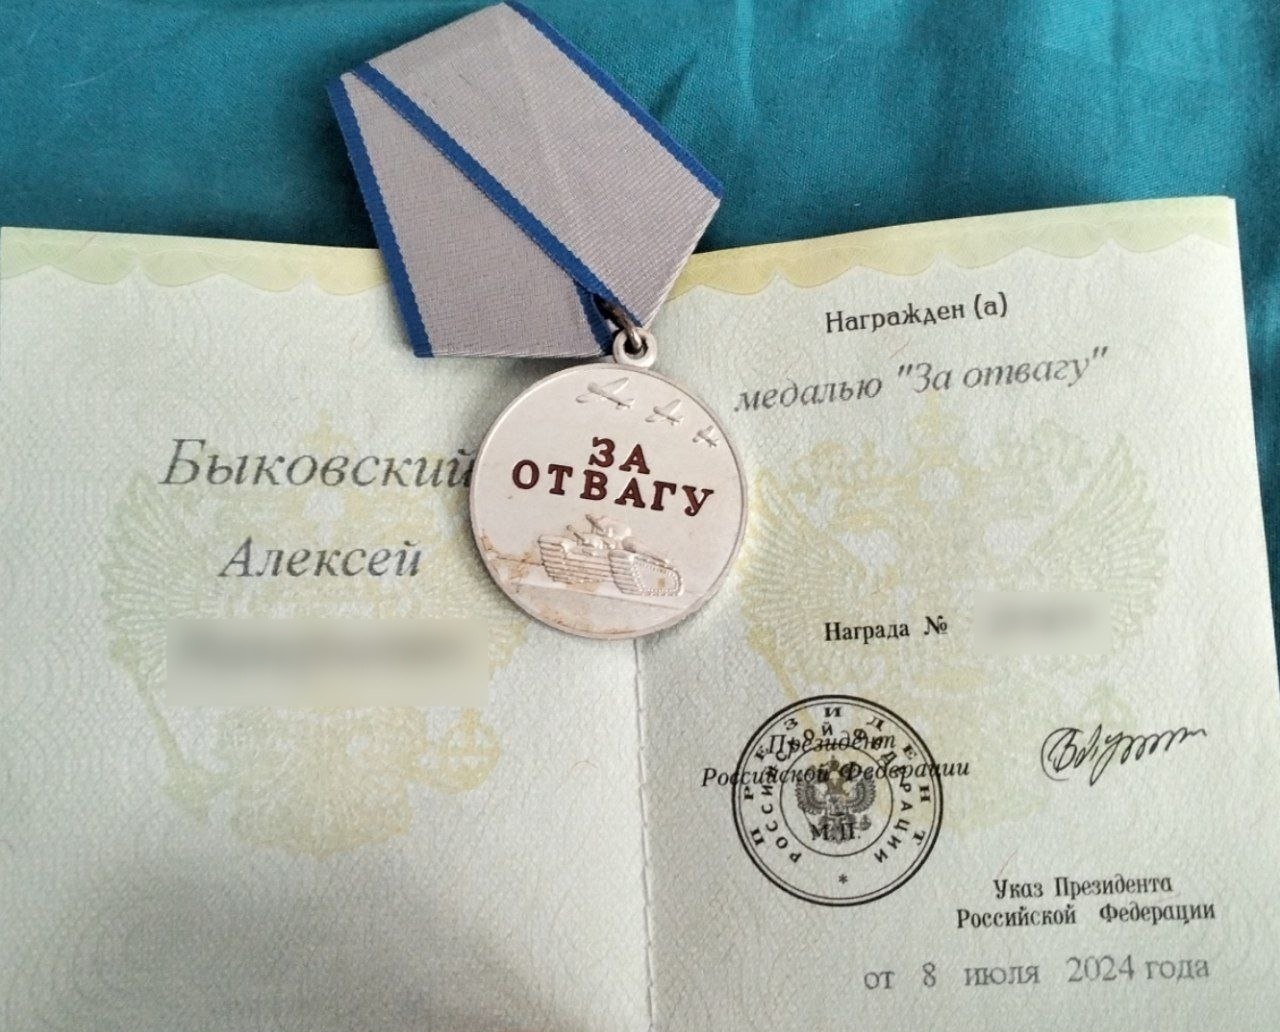 Быковский
Алексей
ЗА
ОТВАГУ
Награжден (а)
медалью "За отвагу"
Награда №
Президент
Российской Федерации
М.П.
ПРЕЗИДЕНТ
РОССИЙСКОЙ ФЕДЕРАЦИИ
*
Указ Президента
Российской Федерации
от 8 июля 2024 года